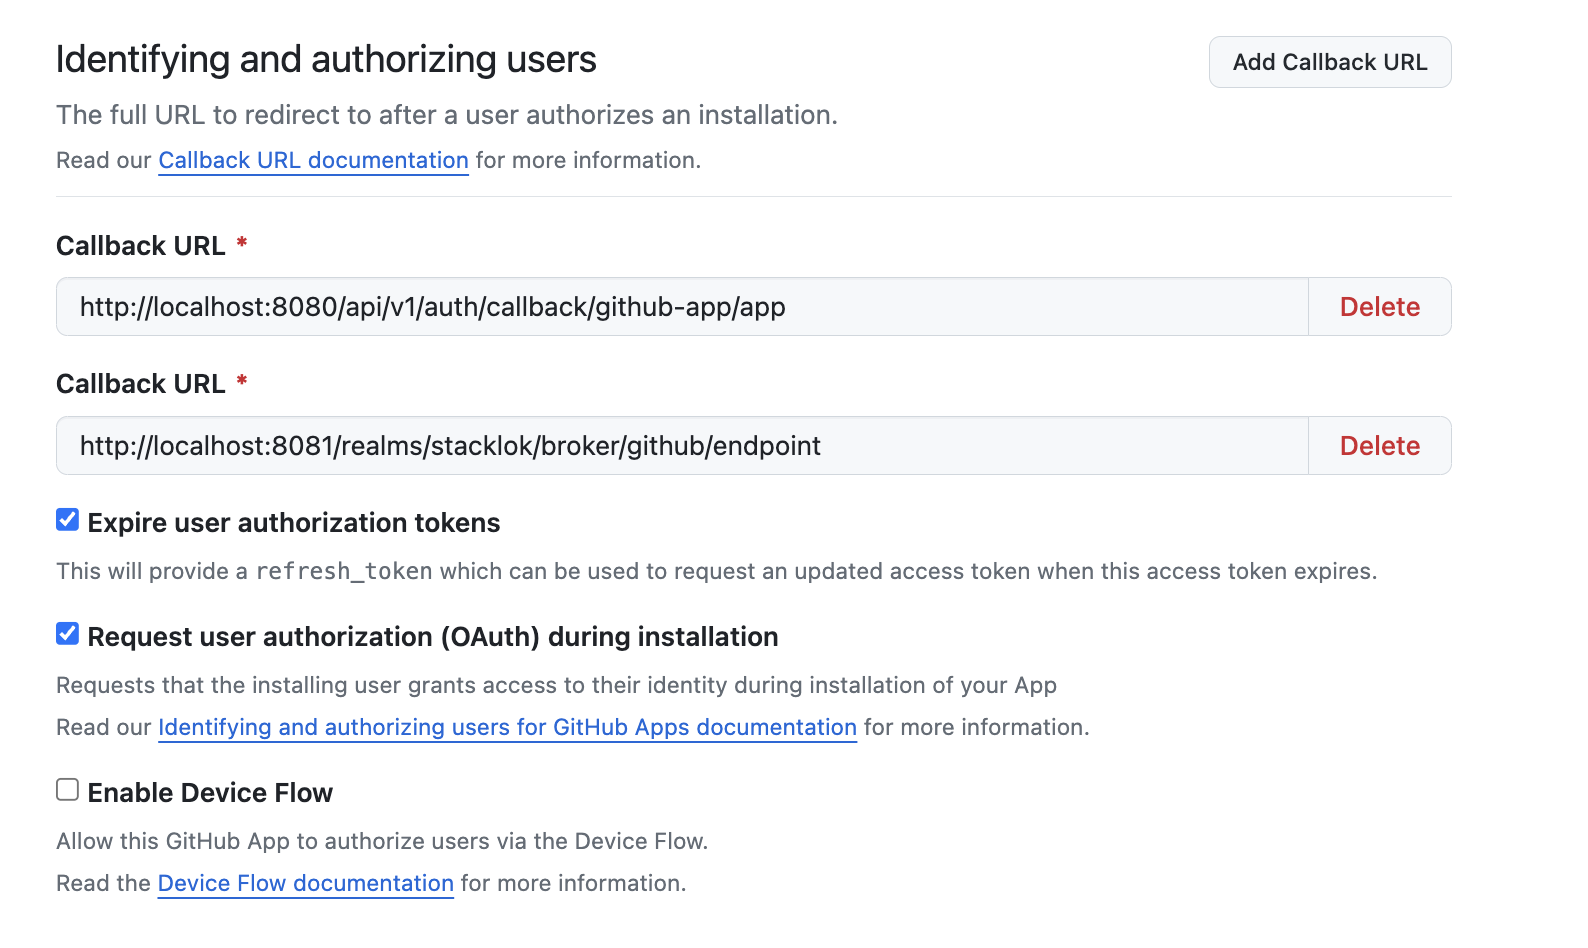 Identifying and authorizing users
Add Callback URL
The full URL to redirect to after a user authorizes an installation.
Read our Callback URL documentation for more information.
Callback URL *
http://localhost:8080/api/v1/auth/callback/github-app/app
Delete
Callback URL *
http://localhost:8081/realms/stacklok/broker/github/endpoint
Delete
Expire user authorization tokens
This will provide a refresh_token which can be used to request an updated access token when this access token expires.
Request user authorization (OAuth) during installation
Requests that the installing user grants access to their identity during installation of your App
Read our Identifying and authorizing users for GitHub Apps documentation for more information.
Enable Device Flow
Allow this GitHub App to authorize users via the Device Flow.
Read the Device Flow documentation for more information.